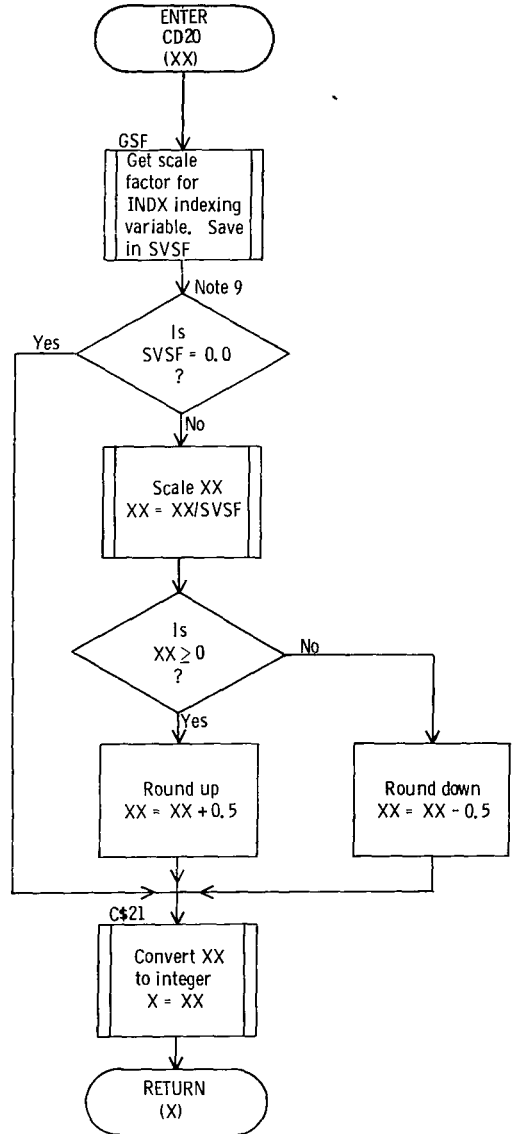 ENTER
CD20
(XX)
GSF
Get scale
factor for
INDX indexing
variable. Save
in SVSF
Note 9
Is
SVSF = 0.0
?
Yes
No
Scale XX
XX = XX/SVSF
Is
XX ≥ 0
?
No
Yes
Round up
XX = XX + 0.5
Round down
XX = XX - 0.5
C$21
Convert XX
to integer
X = XX
RETURN
(X)